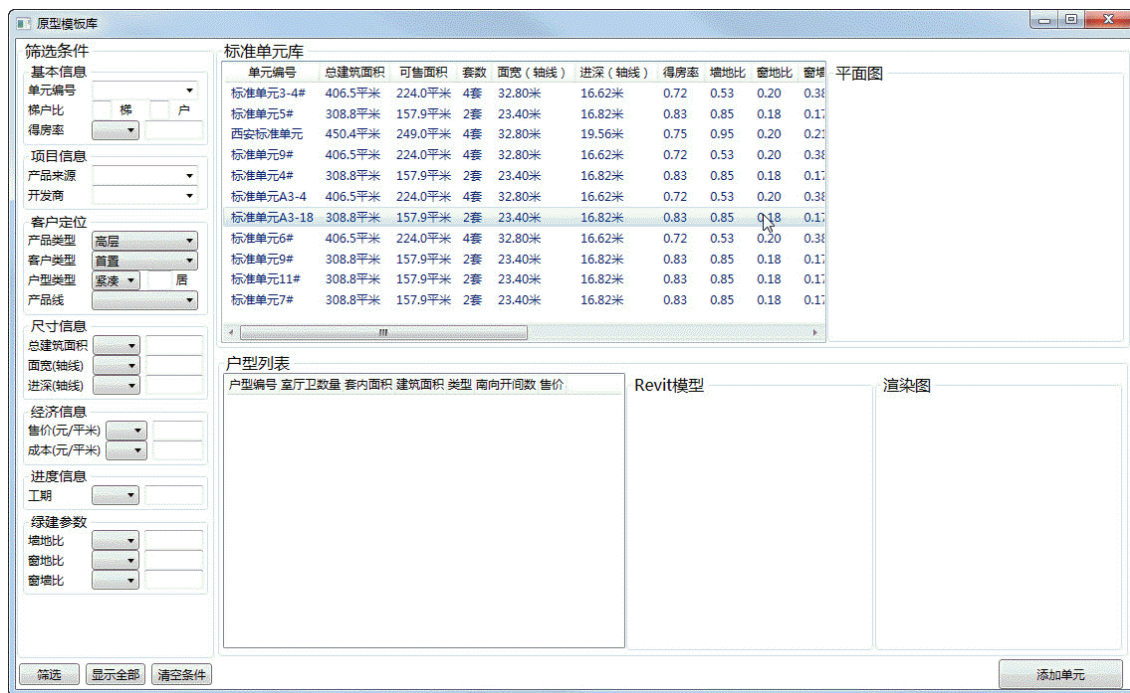 原型模板库
筛选条件
基本信息
单元编号
梯户比 梯 户
得房率
项目信息
产品来源
开发商
客户定位
产品类型 高层
客户类型 首置
户型类型 紧凑 居
产品线
尺寸信息
总建筑面积
面宽(轴线)
进深(轴线)
经济信息
售价(元/平米)
成本(元/平米)
进度信息
工期
绿建参数
墙地比
窗地比
窗墙比
筛选 显示全部 清空条件
标准单元库
单元编号 总建筑面积 可售面积 套数 面宽（轴线） 进深（轴线） 得房率 墙地比 窗地比 窗墙
标准单元3-4# 406.5平米 224.0平米 4套 32.80米 16.62米 0.72 0.53 0.20 0.38
标准单元5# 308.8平米 157.9平米 2套 23.40米 16.82米 0.83 0.85 0.18 0.17
西安标准单元 450.4平米 249.0平米 4套 32.80米 19.56米 0.75 0.95 0.20 0.21
标准单元9# 406.5平米 224.0平米 4套 32.80米 16.62米 0.72 0.53 0.20 0.38
标准单元4# 308.8平米 157.9平米 2套 23.40米 16.82米 0.83 0.85 0.18 0.17
标准单元A3-4 406.5平米 224.0平米 4套 32.80米 16.62米 0.72 0.53 0.20 0.38
标准单元A3-18 308.8平米 157.9平米 2套 23.40米 16.82米 0.83 0.85 0.18 0.17
标准单元6# 406.5平米 224.0平米 4套 32.80米 16.62米 0.72 0.53 0.20 0.38
标准单元9# 308.8平米 157.9平米 2套 23.40米 16.82米 0.83 0.85 0.18 0.17
标准单元11# 308.8平米 157.9平米 2套 23.40米 16.82米 0.83 0.85 0.18 0.17
标准单元7# 308.8平米 157.9平米 2套 23.40米 16.82米 0.83 0.85 0.18 0.17
平面图
户型列表
户型编号 室厅卫数量 套内面积 建筑面积 类型 南向开间数 售价
Revit模型
渲染图
添加单元